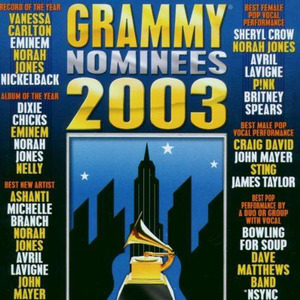 GRAMMY®
NOMINEES
2003
RECORD OF THE YEAR
VANESSA
CARLTON
EMINEM
NORAH
JONES
NICKELBACK
ALBUM OF THE YEAR
DIXIE
CHICKS
EMINEM
NORAH
JONES
NELLY
BEST NEW ARTIST
ASHANTI
MICHELLE
BRANCH
NORAH
JONES
AVRIL
LAVIGNE
JOHN
MAYER
BEST FEMALE
POP VOCAL
PERFORMANCE
SHERYL CROW
NORAH JONES
AVRIL
LAVIGNE
P!NK
BRITNEY
SPEARS
BEST MALE POP
VOCAL PERFORMANCE
CRAIG DAVID
JOHN MAYER
STING
JAMES TAYLOR
BEST POP
PERFORMANCE BY
A DUO OR GROUP
WITH VOCAL
BOWLING
FOR SOUP
DAVE
MATTHEWS
BAND
*NSYNC